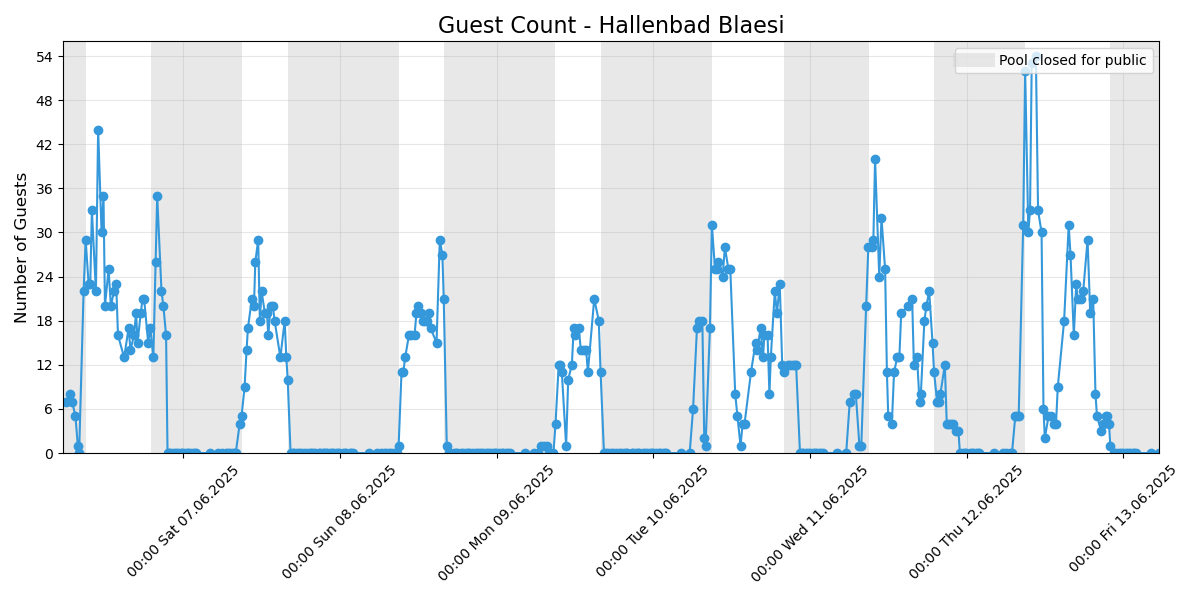 Guest Count - Hallenbad Blaesi
Pool closed for public
Number of Guests
54
48
42
36
30
24
18
12
6
0
00:00 Sat 07.06.2025
00:00 Sun 08.06.2025
00:00 Mon 09.06.2025
00:00 Tue 10.06.2025
00:00 Wed 11.06.2025
00:00 Thu 12.06.2025
00:00 Fri 13.06.2025